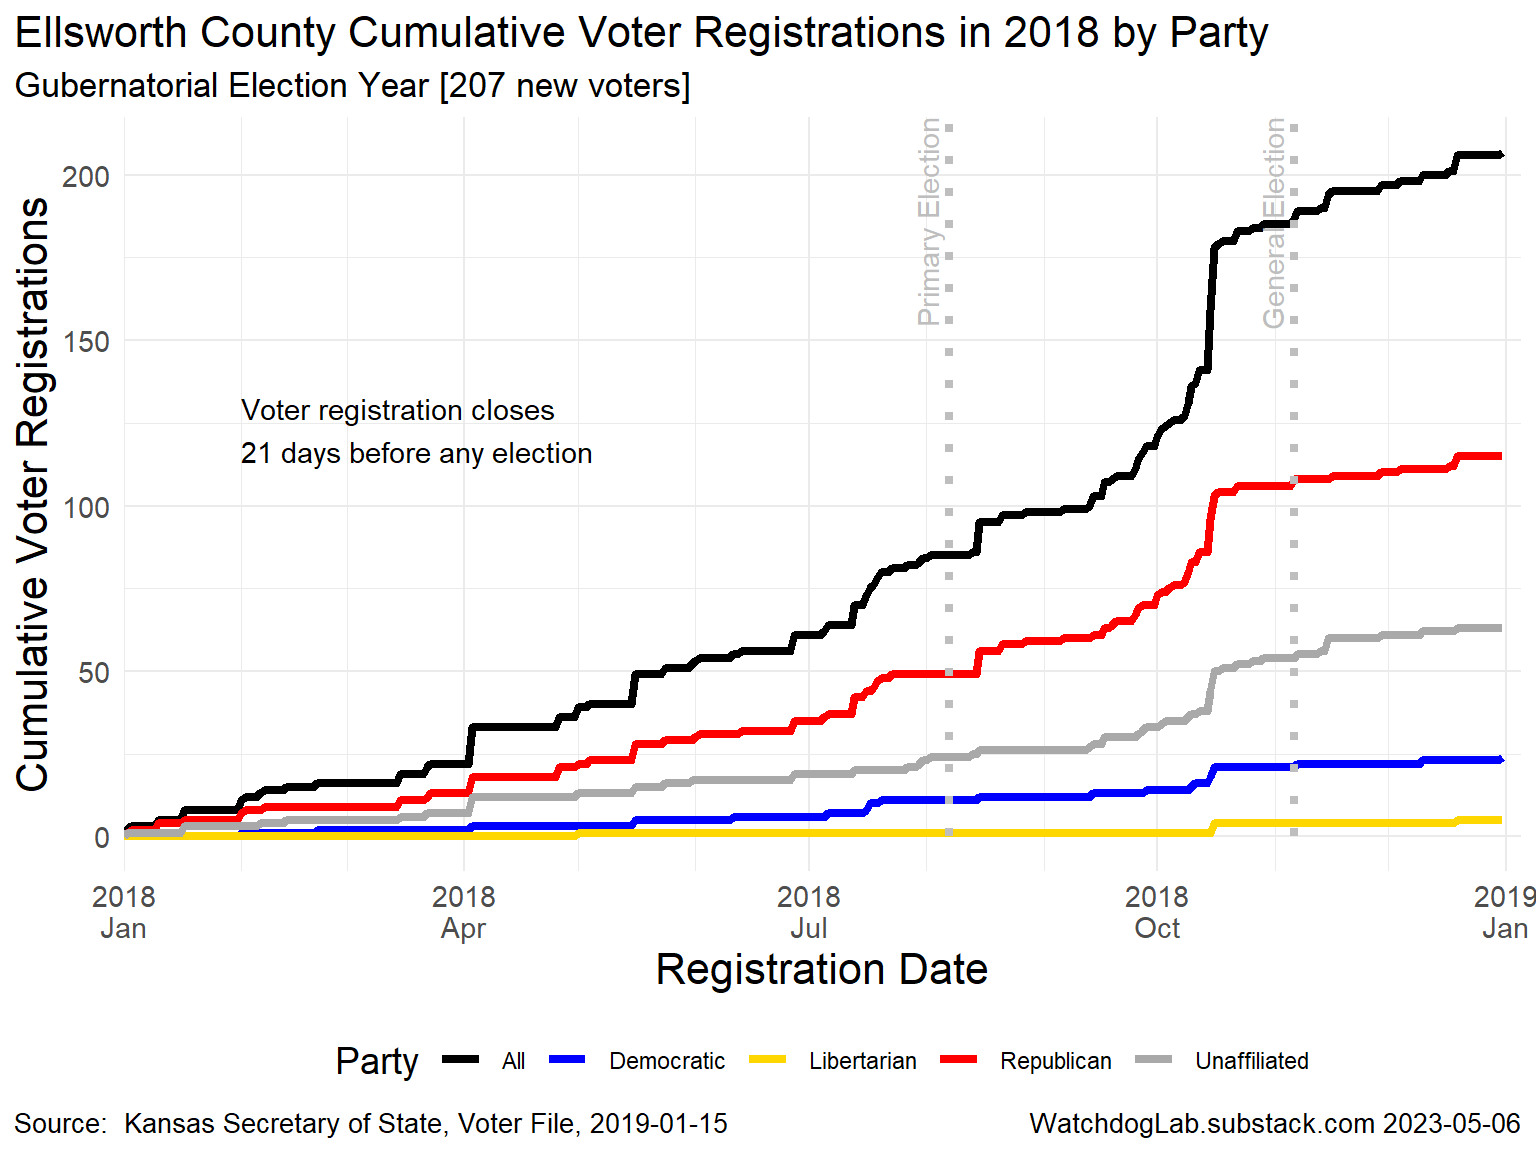 Ellsworth County Cumulative Voter Registrations in 2018 by Party
Gubernatorial Election Year [207 new voters]
Cumulative Voter Registrations
200
150
100
50
0
Primary Election
General Election
Voter registration closes
21 days before any election
2018
Jan
2018
Apr
2018
Jul
2018
Oct
2019
Jan
Registration Date
Party
All
Democratic
Libertarian
Republican
Unaffiliated
Source:  Kansas Secretary of State, Voter File, 2019-01-15
WatchdogLab.substack.com 2023-05-06